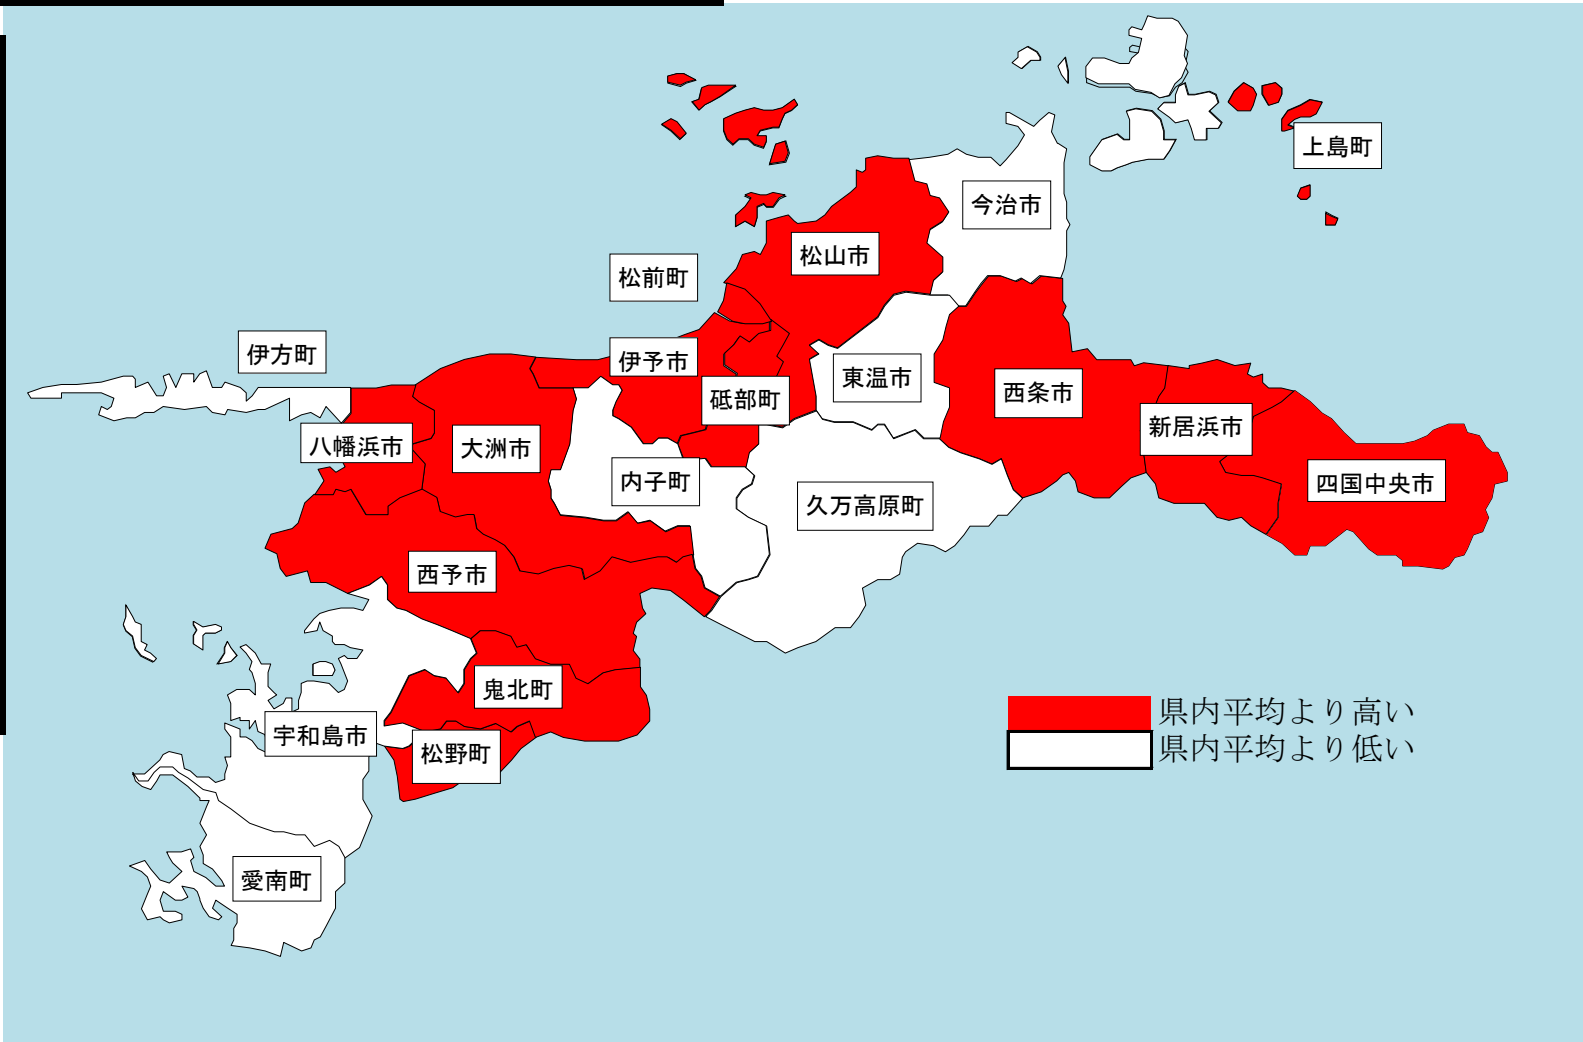 上島町
今治市
松山市
松前町
伊方町
伊予市
東温市
西条市
砥部町
新居浜市
八幡浜市
大洲市
内子町
四国中央市
久万高原町
西予市
鬼北町
県内平均より高い
宇和島市
松野町
県内平均より低い
愛南町